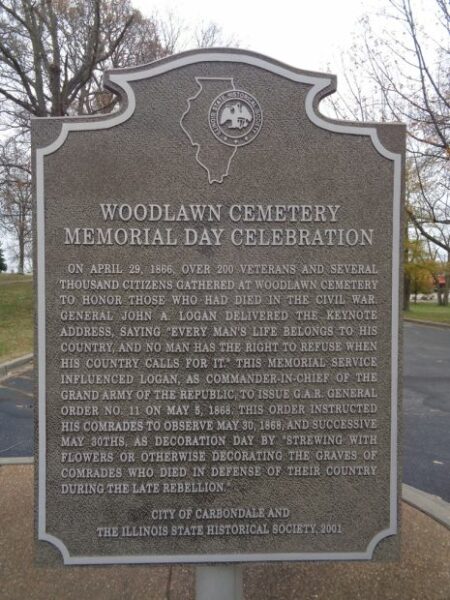 WOODLAWN CEMETERY
MEMORIAL DAY CELEBRATION
ON APRIL 29, 1866, OVER 200 VETERANS AND SEVERAL
THOUSAND CITIZENS GATHERED AT WOODLAWN CEMETERY
TO HONOR THOSE WHO HAD DIED IN THE CIVIL WAR.
GENERAL JOHN A. LOGAN DELIVERED THE KEYNOTE
ADDRESS, SAYING "EVERY MAN'S LIFE BELONGS TO HIS
COUNTRY, AND NO MAN HAS THE RIGHT TO REFUSE WHEN
HIS COUNTRY CALLS FOR IT." THIS MEMORIAL SERVICE
INFLUENCED LOGAN, AS COMMANDER-IN-CHIEF OF THE
GRAND ARMY OF THE REPUBLIC, TO ISSUE G.A.R. GENERAL
ORDER NO. 11 ON MAY 5, 1868. THIS ORDER INSTRUCTED
HIS COMRADES TO OBSERVE MAY 30, 1868, AND SUCCESSIVE
MAY 30THS, AS DECORATION DAY BY "STREWING WITH
FLOWERS OR OTHERWISE DECORATING THE GRAVES OF
COMRADES WHO DIED IN DEFENSE OF THEIR COUNTRY
DURING THE LATE REBELLION."
CITY OF CARBONDALE AND
THE ILLINOIS STATE HISTORICAL SOCIETY, 2001